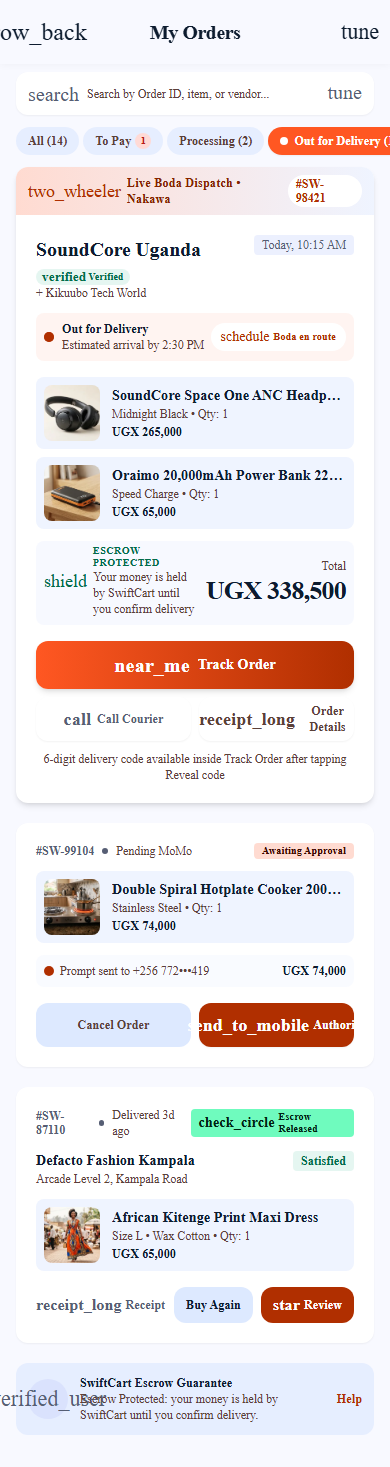 ow_back My Orders tune
search Search by Order ID, item, or vendor... tune
All (14) To Pay 1 Processing (2) Out for Delivery (
two_wheeler Live Boda Dispatch •
Nakawa
#SW-
98421
SoundCore Uganda Today, 10:15 AM
verified Verified
+ Kikuubo Tech World
Out for Delivery
Estimated arrival by 2:30 PM
schedule Boda en route
SoundCore Space One ANC Headp...
Midnight Black • Qty: 1
UGX 265,000
Oraimo 20,000mAh Power Bank 22...
Speed Charge • Qty: 1
UGX 65,000
shield
ESCROW
PROTECTED
Your money is held
by SwiftCart until
you confirm delivery
Total
UGX 338,500
near_me Track Order
call Call Courier
receipt_long Order
Details
6-digit delivery code available inside Track Order after tapping
Reveal code
#SW-99104 • Pending MoMo Awaiting Approval
Double Spiral Hotplate Cooker 200...
Stainless Steel • Qty: 1
UGX 74,000
Prompt sent to +256 772•••419 UGX 74,000
Cancel Order send_to_mobile Authori
#SW-
87110
• Delivered 3d
ago
check_circle Escrow
Released
Defacto Fashion Kampala Satisfied
Arcade Level 2, Kampala Road
African Kitenge Print Maxi Dress
Size L • Wax Cotton • Qty: 1
UGX 65,000
receipt_long Receipt Buy Again star Review
verified_user
SwiftCart Escrow Guarantee
Escrow Protected: your money is held by
SwiftCart until you confirm delivery.
Help